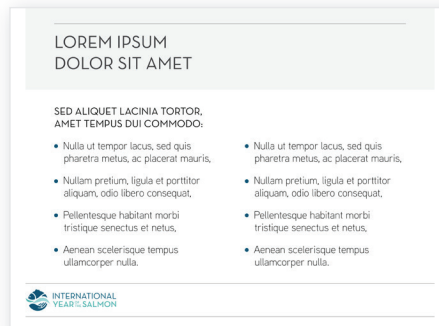 LOREM IPSUM
DOLOR SIT AMET
SED ALIQUET LACINIA TORTOR,
AMET TEMPUS DUI COMMODO:
• Nulla ut tempor lacus, sed quis
pharetra metus, ac placerat mauris,
• Nullam pretium, ligula et porttitor
aliquam, odio libero consequat,
• Pellentesque habitant morbi
tristique senectus et netus,
• Aenean scelerisque tempus
ullamcorper nulla.
• Nulla ut tempor lacus, sed quis
pharetra metus, ac placerat mauris,
• Nullam pretium, ligula et porttitor
aliquam, odio libero consequat,
• Pellentesque habitant morbi
tristique senectus et netus,
• Aenean scelerisque tempus
ullamcorper nulla.
INTERNATIONAL
YEAR OF THE SALMON